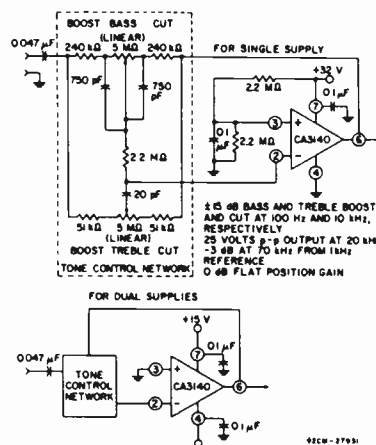 BOOST BASS CUT
(LINEAR)
0.047 µF
240 kΩ 5 MΩ 240 kΩ
FOR SINGLE SUPPLY
750 pF
750 pF
2.2 MΩ
+32 V
0.1 µF
7
0.1 µF
2.2 MΩ
3
+
CA3140
6
2
−
4
2.2 MΩ
20 pF
51 kΩ 5 MΩ 51 kΩ
(LINEAR)
BOOST TREBLE CUT
TONE CONTROL NETWORK
±15 dB BASS AND TREBLE BOOST
AND CUT AT 100 Hz AND 10 kHz,
RESPECTIVELY
25 VOLTS p-p OUTPUT AT 20 kH
-3 dB AT 70 kHz FROM 1 kHz
REFERENCE
0 dB FLAT POSITION GAIN
FOR DUAL SUPPLIES
+15 V
0.047 µF
TONE
CONTROL
NETWORK
7
0.1 µF
3
+
CA3140
6
2
−
4
0.1 µF
92CM-27931